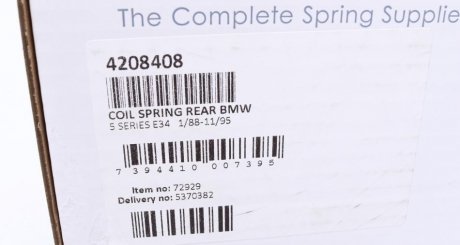 The Complete Spring Supplie
4208408
COIL SPRING REAR BMW
5 SERIES E34 1/88-11/95
7 394410 007395
Item no: 72929
Delivery no: 5370382